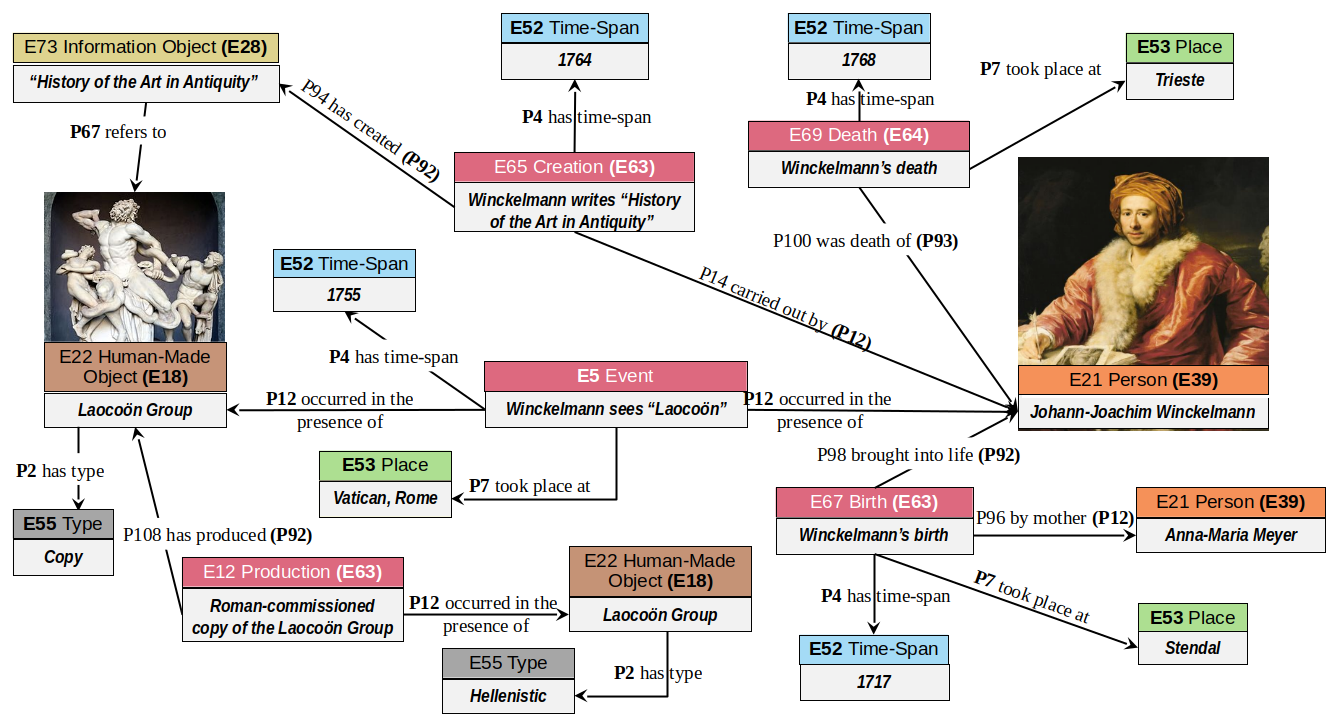 E73 Information Object (E28)
“History of the Art in Antiquity”
P67 refers to
E52 Time-Span
1764
P4 has time-span
P94 has created (P92)
E65 Creation (E63)
Winckelmann writes “History
of the Art in Antiquity”
E52 Time-Span
1768
P4 has time-span
E69 Death (E64)
Winckelmann’s death
P7 took place at
E53 Place
Trieste
P100 was death of (P93)
P14 carried out by (P12)
E52 Time-Span
1755
P4 has time-span
E22 Human-Made
Object (E18)
Laocoön Group
P12 occurred in the
presence of
E5 Event
Winckelmann sees “Laocoön”
P12 occurred in the
presence of
E21 Person (E39)
Johann-Joachim Winckelmann
P2 has type
E55 Type
Copy
E53 Place
Vatican, Rome
P7 took place at
P98 brought into life (P92)
E67 Birth (E63)
Winckelmann’s birth
P96 by mother (P12)
E21 Person (E39)
Anna-Maria Meyer
P108 has produced (P92)
E12 Production (E63)
Roman-commissioned
copy of the Laocoön Group
P12 occurred in the
presence of
E22 Human-Made
Object (E18)
Laocoön Group
P2 has type
E55 Type
Hellenistic
P4 has time-span
E52 Time-Span
1717
P7 took place at
E53 Place
Stendal